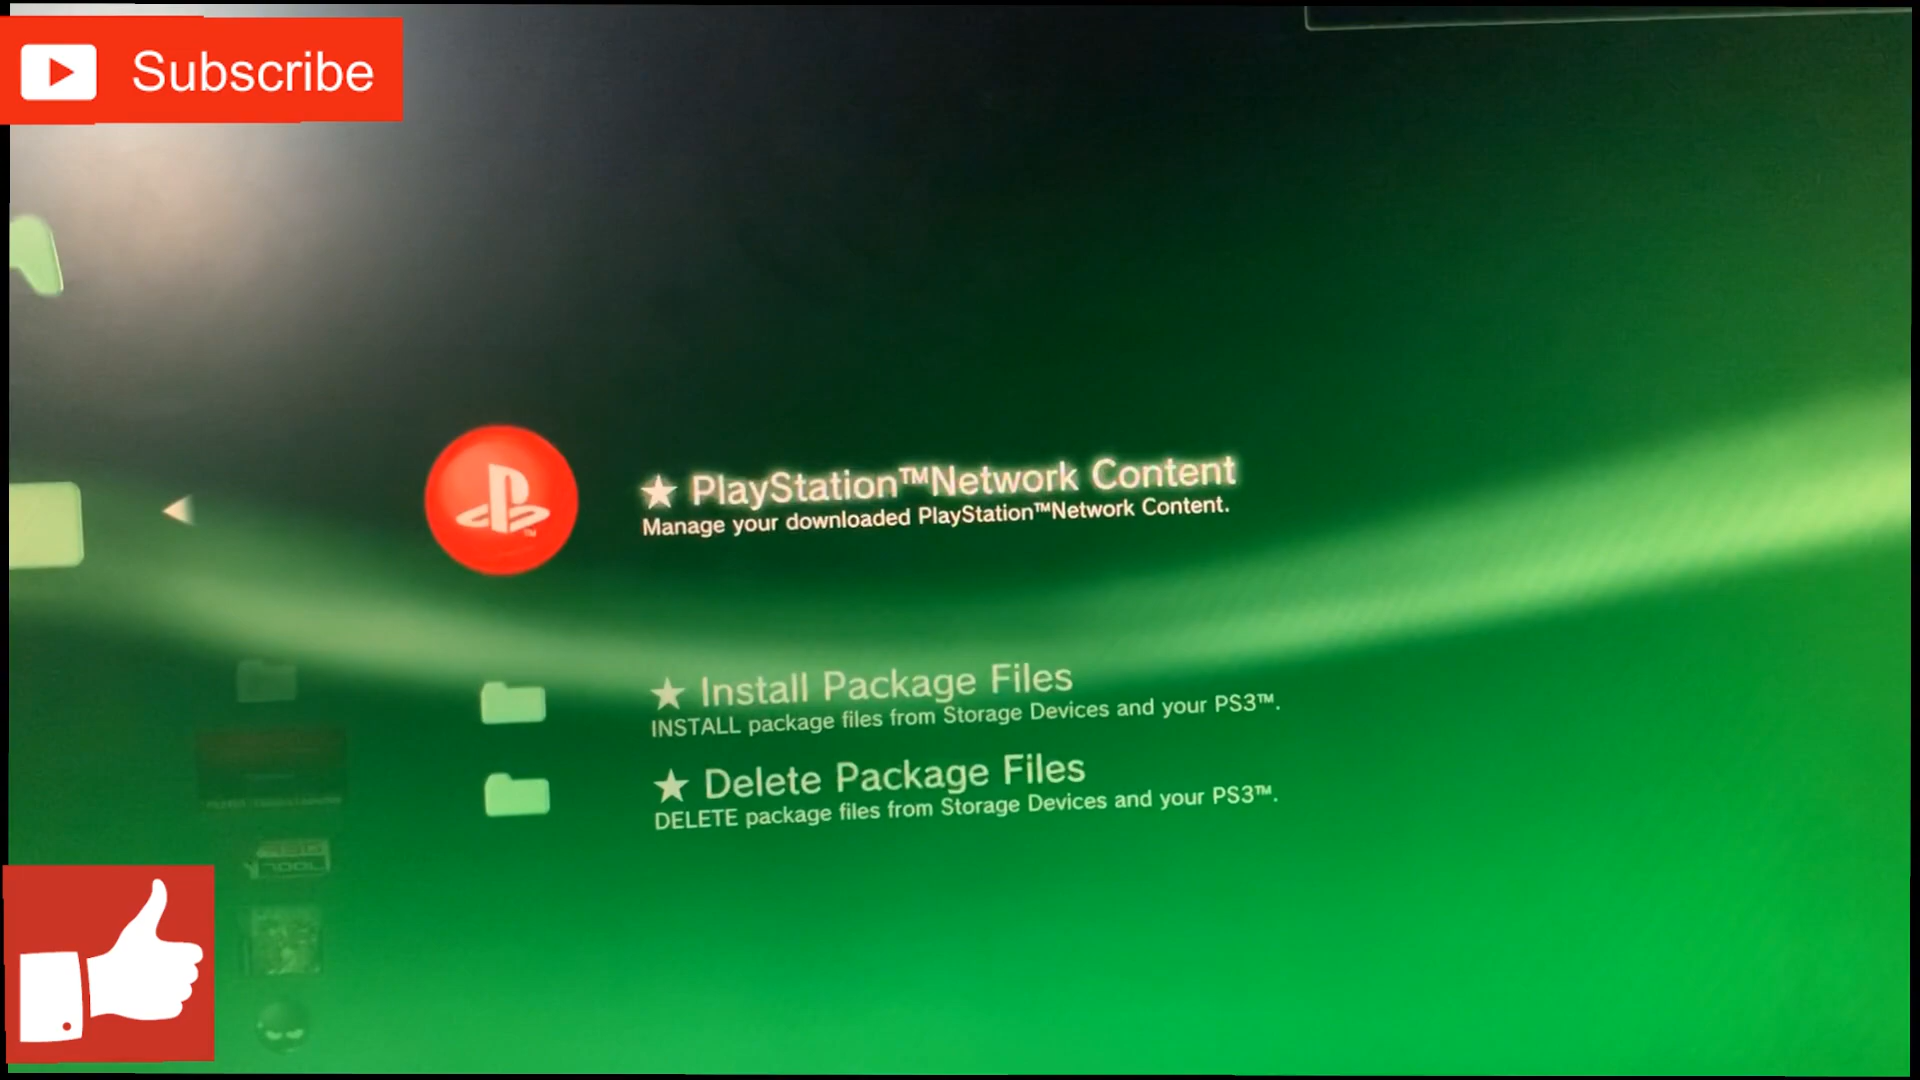 Subscribe
★ PlayStation™Network Content
Manage your downloaded PlayStation™Network Content.
★ Install Package Files
INSTALL package files from Storage Devices and your PS3™.
★ Delete Package Files
DELETE package files from Storage Devices and your PS3™.